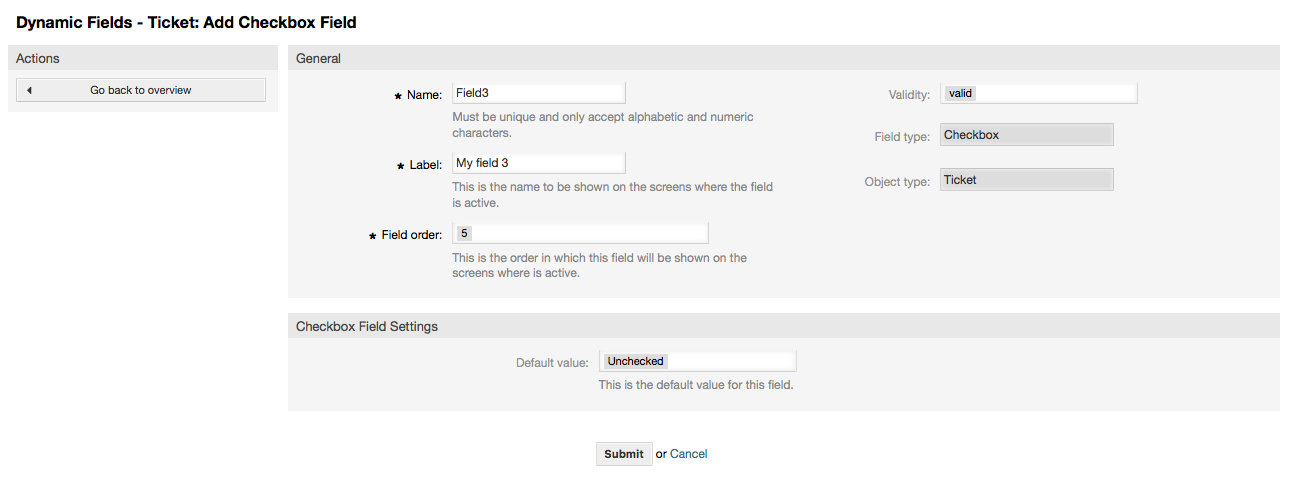 Dynamic Fields - Ticket: Add Checkbox Field
Actions
Go back to overview
General
★ Name: Field3
Must be unique and only accept alphabetic and numeric
characters.
★ Label: My field 3
This is the name to be shown on the screens where the field
is active.
★ Field order: 5
This is the order in which this field will be shown on the
screens where is active.
Validity: valid
Field type: Checkbox
Object type: Ticket
Checkbox Field Settings
Default value: Unchecked
This is the default value for this field.
Submit or Cancel